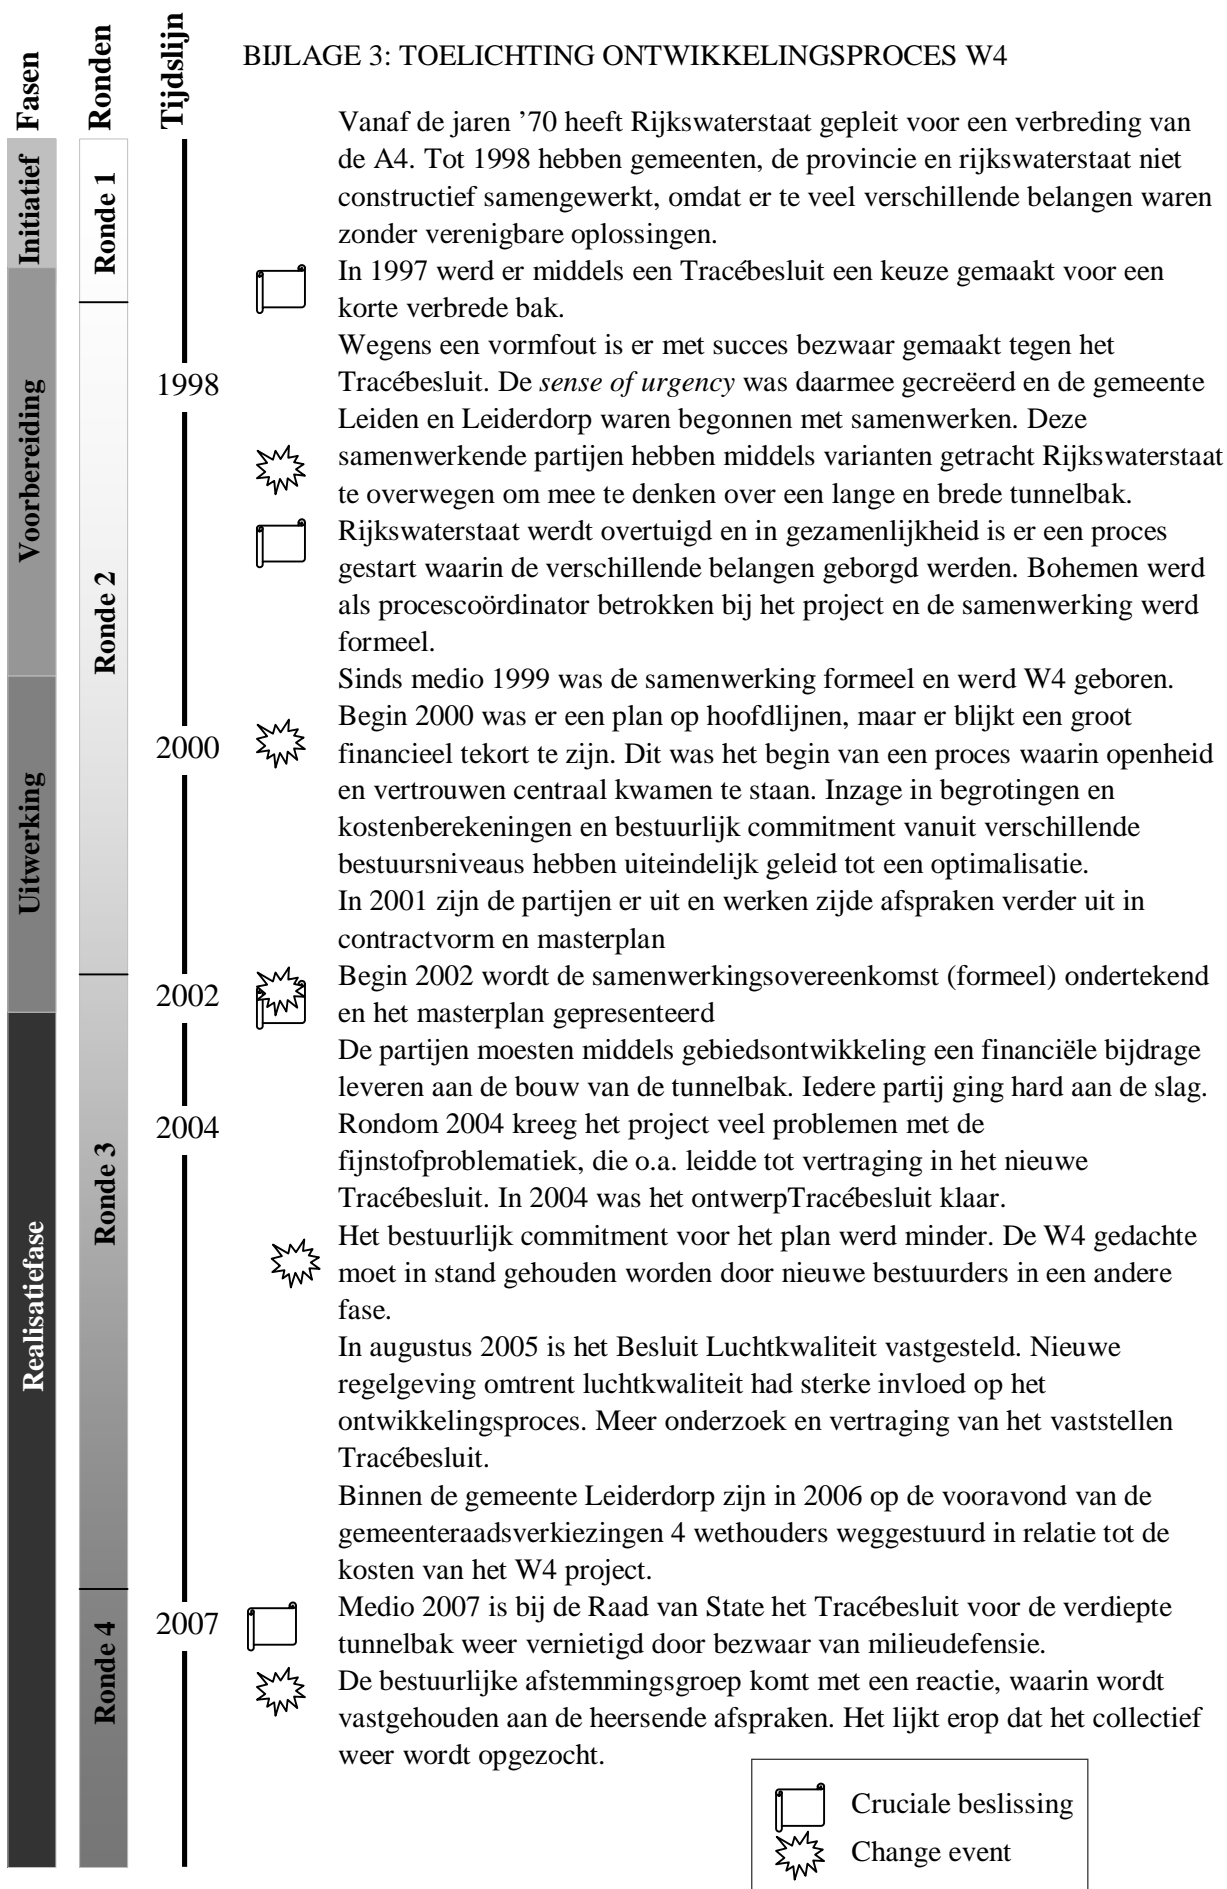 Fasen
Ronden
Tijdslijn
BIJLAGE 3: TOELICHTING ONTWIKKELINGSPROCES W4
Initiatief
Voorbereiding
Uitwerking
Realisatiefase
Ronde 1
Ronde 2
Ronde 3
Ronde 4
1998
2000
2002
2004
2007
Vanaf de jaren ’70 heeft Rijkswaterstaat gepleit voor een verbreding van
de A4. Tot 1998 hebben gemeenten, de provincie en rijkswaterstaat niet
constructief samengewerkt, omdat er te veel verschillende belangen waren
zonder verenigbare oplossingen.
In 1997 werd er middels een Tracébesluit een keuze gemaakt voor een
korte verbrede bak.
Wegens een vormfout is er met succes bezwaar gemaakt tegen het
Tracébesluit. De sense of urgency was daarmee gecreëerd en de gemeente
Leiden en Leiderdorp waren begonnen met samenwerken. Deze
samenwerkende partijen hebben middels varianten getracht Rijkswaterstaat
te overwegen om mee te denken over een lange en brede tunnelbak.
Rijkswaterstaat werdt overtuigd en in gezamenlijkheid is er een proces
gestart waarin de verschillende belangen geborgd werden. Bohemen werd
als procescoördinator betrokken bij het project en de samenwerking werd
formeel.
Sinds medio 1999 was de samenwerking formeel en werd W4 geboren.
Begin 2000 was er een plan op hoofdlijnen, maar er blijkt een groot
financieel tekort te zijn. Dit was het begin van een proces waarin openheid
en vertrouwen centraal kwamen te staan. Inzage in begrotingen en
kostenberekeningen en bestuurlijk commitment vanuit verschillende
bestuursniveaus hebben uiteindelijk geleid tot een optimalisatie.
In 2001 zijn de partijen er uit en werken zijde afspraken verder uit in
contractvorm en masterplan
Begin 2002 wordt de samenwerkingsovereenkomst (formeel) ondertekend
en het masterplan gepresenteerd
De partijen moesten middels gebiedsontwikkeling een financiële bijdrage
leveren aan de bouw van de tunnelbak. Iedere partij ging hard aan de slag.
Rondom 2004 kreeg het project veel problemen met de
fijnstofproblematiek, die o.a. leidde tot vertraging in het nieuwe
Tracébesluit. In 2004 was het ontwerpTracébesluit klaar.
Het bestuurlijk commitment voor het plan werd minder. De W4 gedachte
moet in stand gehouden worden door nieuwe bestuurders in een andere
fase.
In augustus 2005 is het Besluit Luchtkwaliteit vastgesteld. Nieuwe
regelgeving omtrent luchtkwaliteit had sterke invloed op het
ontwikkelingsproces. Meer onderzoek en vertraging van het vaststellen
Tracébesluit.
Binnen de gemeente Leiderdorp zijn in 2006 op de vooravond van de
gemeenteraadsverkiezingen 4 wethouders weggestuurd in relatie tot de
kosten van het W4 project.
Medio 2007 is bij de Raad van State het Tracébesluit voor de verdiepte
tunnelbak weer vernietigd door bezwaar van milieudefensie.
De bestuurlijke afstemmingsgroep komt met een reactie, waarin wordt
vastgehouden aan de heersende afspraken. Het lijkt erop dat het collectief
weer wordt opgezocht.
Cruciale beslissing
Change event